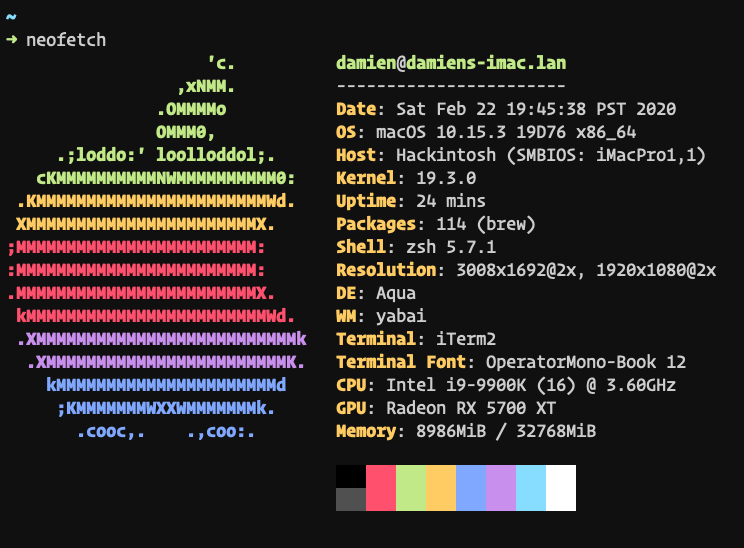 ~
➜ neofetch
'c. damien@damiens-imac.lan
,xNMM. -----------------------
.OMMMMo Date: Sat Feb 22 19:45:38 PST 2020
OMMM0, OS: macOS 10.15.3 19D76 x86_64
.;loddo:' loolloddol;. Host: Hackintosh (SMBIOS: iMacPro1,1)
cKMMMMMMMMMMNWMMMMMMMMMM0: Kernel: 19.3.0
.KMMMMMMMMMMMMMMMMMMMMMMMWd. Uptime: 24 mins
XMMMMMMMMMMMMMMMMMMMMMMMX. Packages: 114 (brew)
;MMMMMMMMMMMMMMMMMMMMMMMM: Shell: zsh 5.7.1
:MMMMMMMMMMMMMMMMMMMMMMMM: Resolution: 3008x1692@2x, 1920x1080@2x
.MMMMMMMMMMMMMMMMMMMMMMMMX. DE: Aqua
kMMMMMMMMMMMMMMMMMMMMMMMMWd. WM: yabai
.XMMMMMMMMMMMMMMMMMMMMMMMMMMk Terminal: iTerm2
.XMMMMMMMMMMMMMMMMMMMMMMMMK. Terminal Font: OperatorMono-Book 12
kMMMMMMMMMMMMMMMMMMMMMMd CPU: Intel i9-9900K (16) @ 3.60GHz
;KMMMMMMMWXXWMMMMMMMk. GPU: Radeon RX 5700 XT
.cooc,. .,coo:. Memory: 8986MiB / 32768MiB